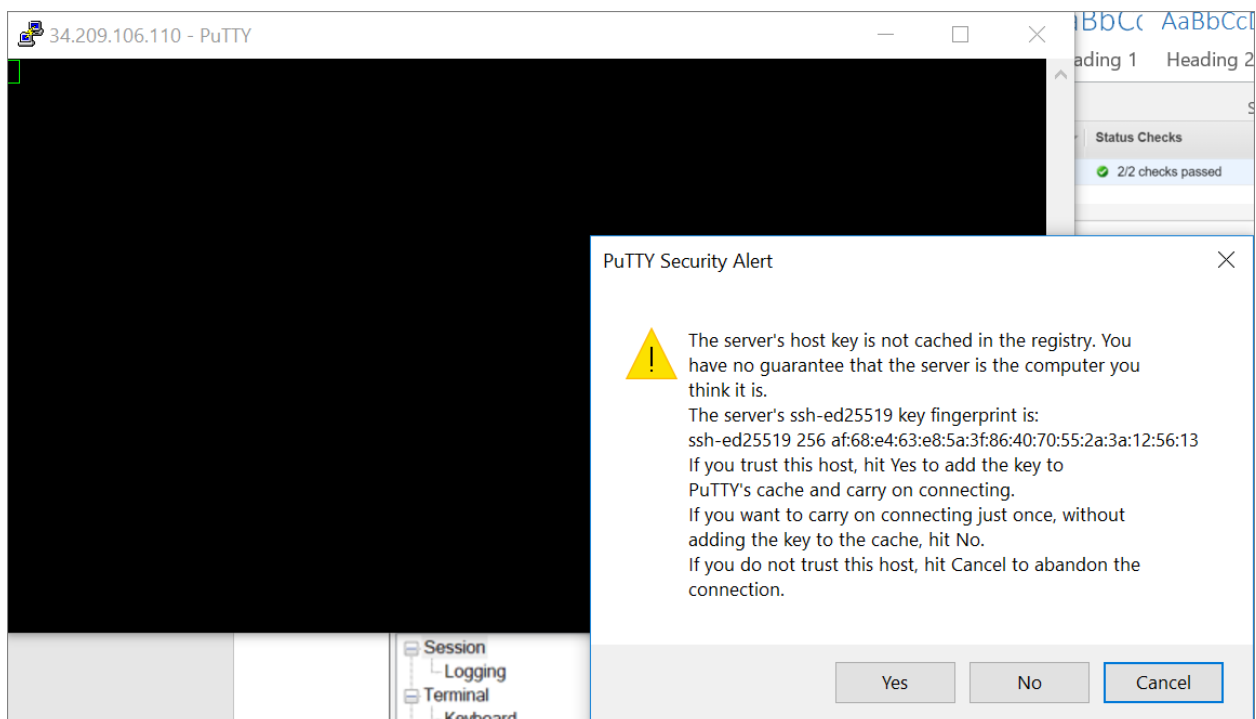 34.209.106.110 - PuTTY
AaBbCcD
ading 1 Heading 2
Status Checks
2/2 checks passed
PuTTY Security Alert
The server's host key is not cached in the registry. You
have no guarantee that the server is the computer you
think it is.
The server's ssh-ed25519 key fingerprint is:
ssh-ed25519 256 af:68:e4:63:e8:5a:3f:86:40:70:55:2a:3a:12:56:13
If you trust this host, hit Yes to add the key to
PuTTY's cache and carry on connecting.
If you want to carry on connecting just once, without
adding the key to the cache, hit No.
If you do not trust this host, hit Cancel to abandon the
connection.
Yes No Cancel
Session
Logging
Terminal
Keyboard